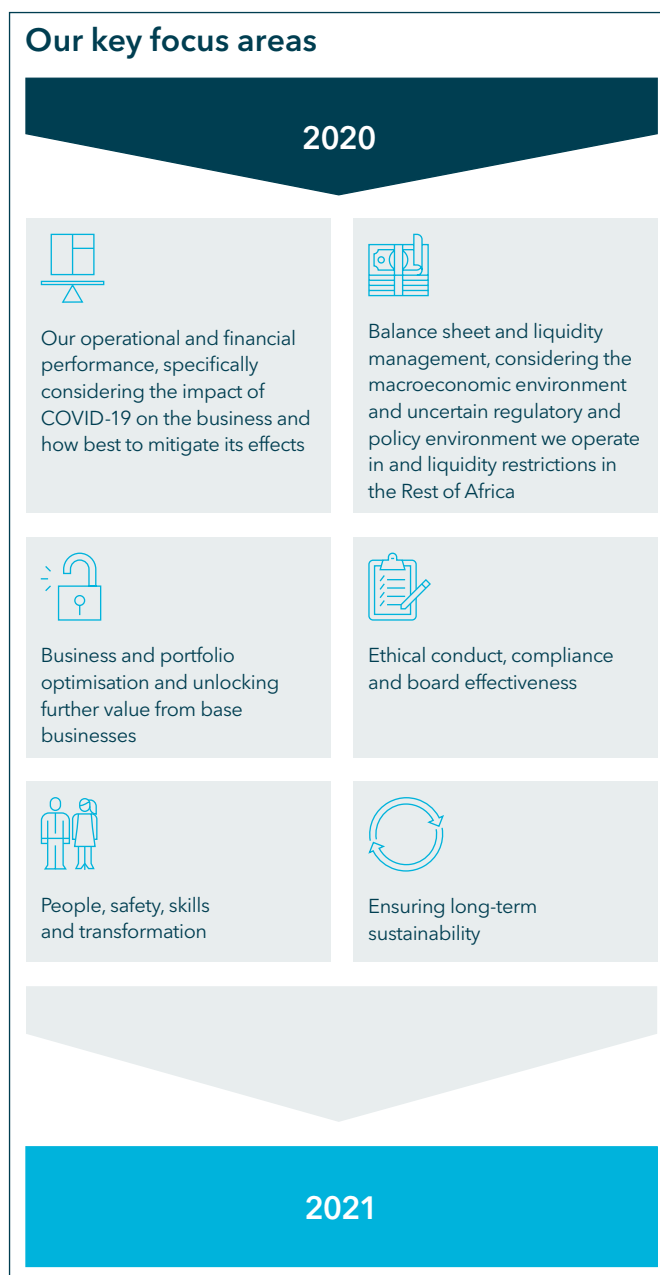 Our key focus areas
2020
Our operational and financial
performance, specifically
considering the impact of
COVID-19 on the business and
how best to mitigate its effects
Balance sheet and liquidity
management, considering the
macroeconomic environment
and uncertain regulatory and
policy environment we operate
in and liquidity restrictions in
the Rest of Africa
Business and portfolio
optimisation and unlocking
further value from base
businesses
Ethical conduct, compliance
and board effectiveness
People, safety, skills
and transformation
Ensuring long-term
sustainability
2021